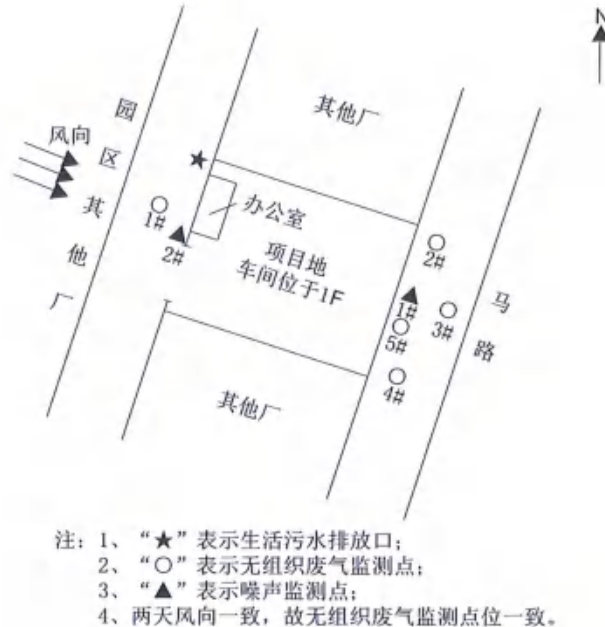 N
其他厂
园区其他厂
风向
办公室
1#
2#
项目地
车间位于1F
2#
1#
3#
5#
4#
马路
其他厂
注：1、“★”表示生活污水排放口；
2、“○”表示无组织废气监测点；
3、“▲”表示噪声监测点；
4、两天风向一致，故无组织废气监测点位一致。